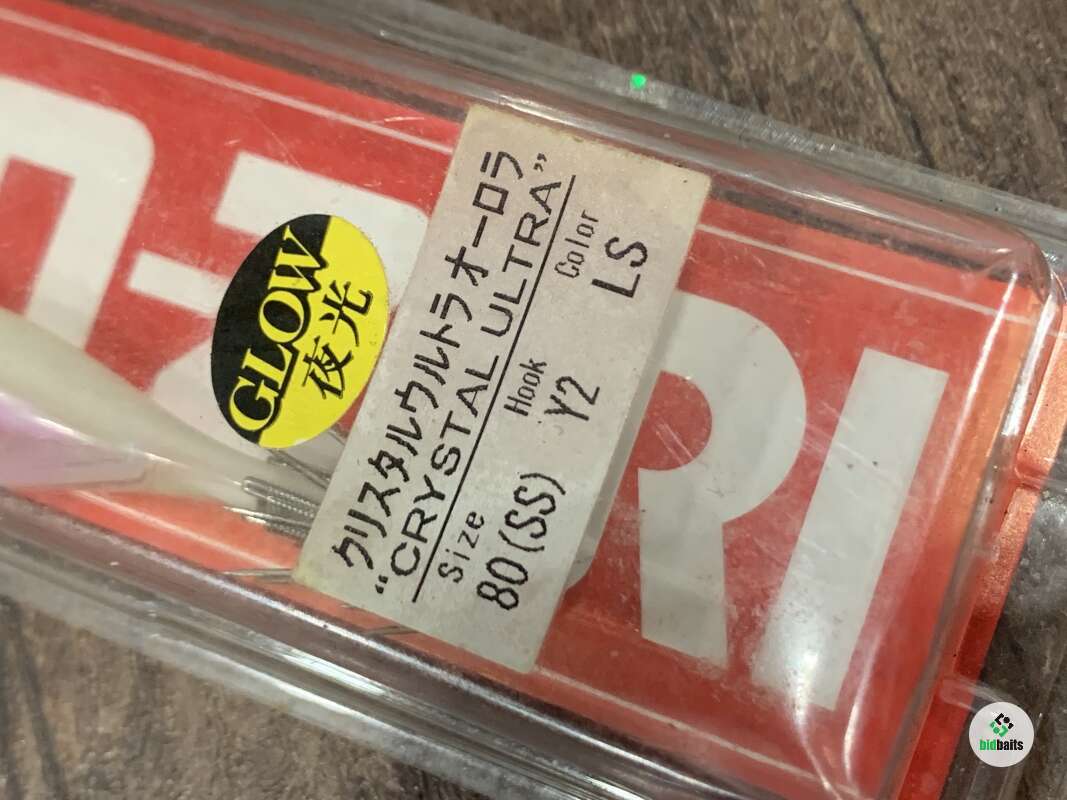 GLOW
夜光
クリスタルウルトラオーロラ
“CRYSTAL ULTRA”
Size Hook Color
80(SS) Y2 LS
bidbaits